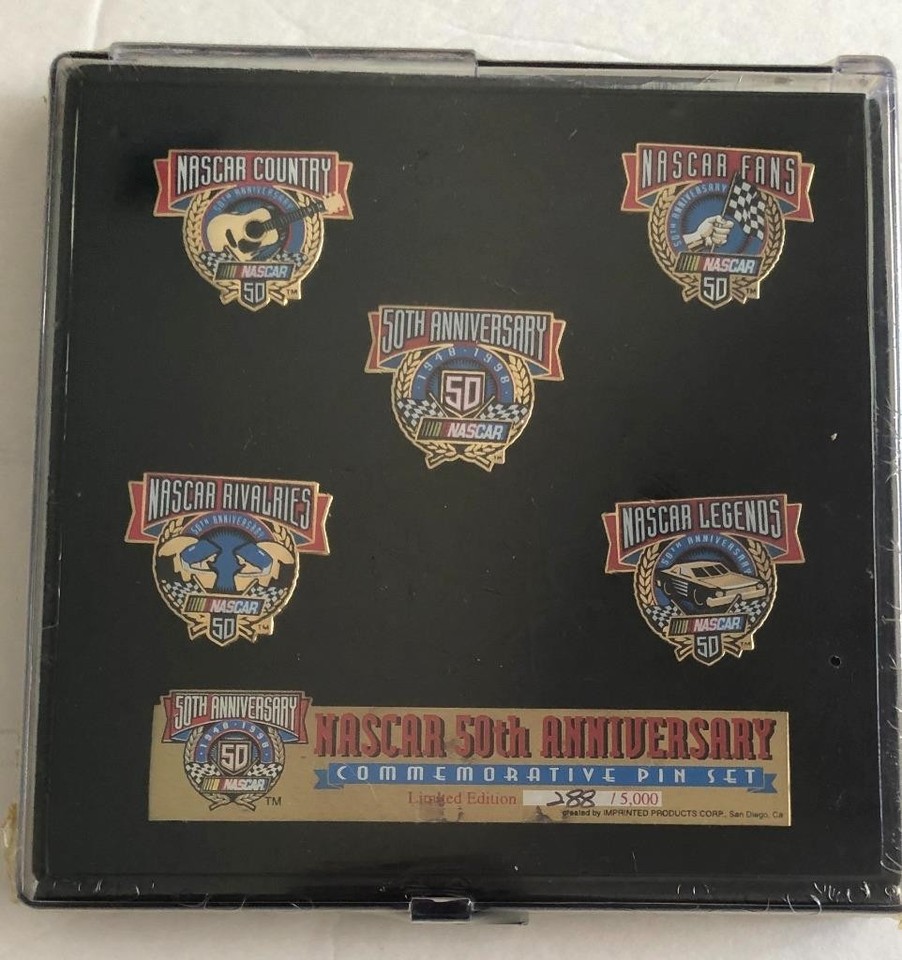 NASCAR COUNTRY
50TH ANNIVERSARY
NASCAR
50
TM
NASCAR FANS
50TH ANNIVERSARY
NASCAR
50
TM
50TH ANNIVERSARY
1948 · 1998
50
NASCAR
TM
NASCAR RIVALRIES
50TH ANNIVERSARY
NASCAR
50
TM
NASCAR LEGENDS
50TH ANNIVERSARY
NASCAR
50
TM
50TH ANNIVERSARY
1948 · 1998
50
NASCAR
TM
NASCAR 50th ANNIVERSARY
COMMEMORATIVE PIN SET
Limited Edition 288 / 5,000
created by IMPRINTED PRODUCTS CORP., San Diego, Ca